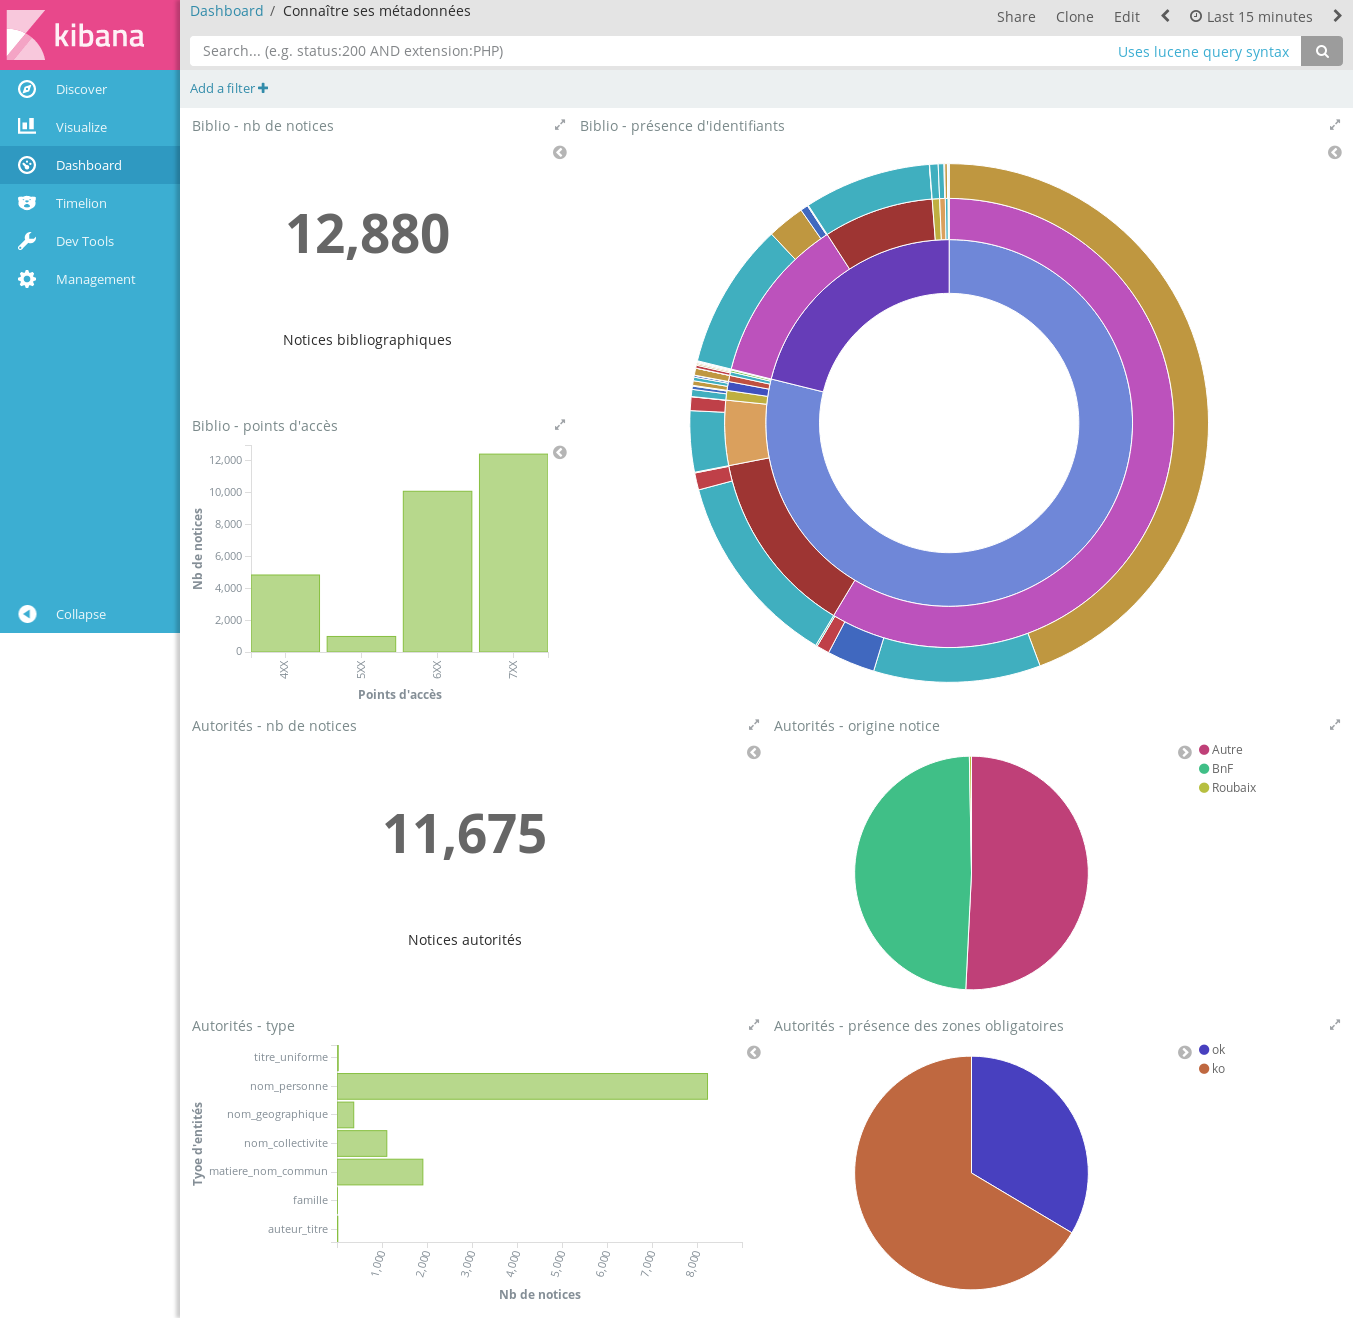 kibana
Discover
Visualize
Dashboard
Timelion
Dev Tools
Management
Collapse
Dashboard / Connaître ses métadonnées
Share Clone Edit Last 15 minutes
Search... (e.g. status:200 AND extension:PHP) Uses lucene query syntax
Add a filter
Biblio - nb de notices
12,880
Notices bibliographiques
Biblio - présence d'identifiants
Biblio - points d'accès
Nb de notices
12,000
10,000
8,000
6,000
4,000
2,000
0
4XX 5XX 6XX 7XX
Points d'accès
Autorités - nb de notices
11,675
Notices autorités
Autorités - origine notice
Autre
BnF
Roubaix
Autorités - type
Tyoe d'entités
titre_uniforme
nom_personne
nom_geographique
nom_collectivite
matiere_nom_commun
famille
auteur_titre
1,000 2,000 3,000 4,000 5,000 6,000 7,000 8,000
Nb de notices
Autorités - présence des zones obligatoires
ok
ko